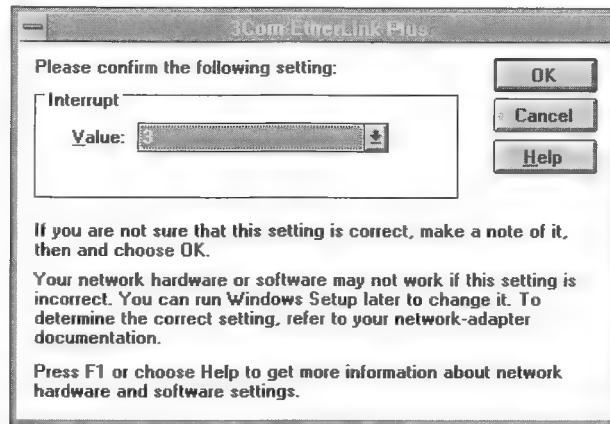 3Com EtherLink Plus
Please confirm the following setting:
OK
Interrupt
Value: 3
Cancel
Help
If you are not sure that this setting is correct, make a note of it,
then and choose OK.
Your network hardware or software may not work if this setting is
incorrect. You can run Windows Setup later to change it. To
determine the correct setting, refer to your network-adapter
documentation.
Press F1 or choose Help to get more information about network
hardware and software settings.